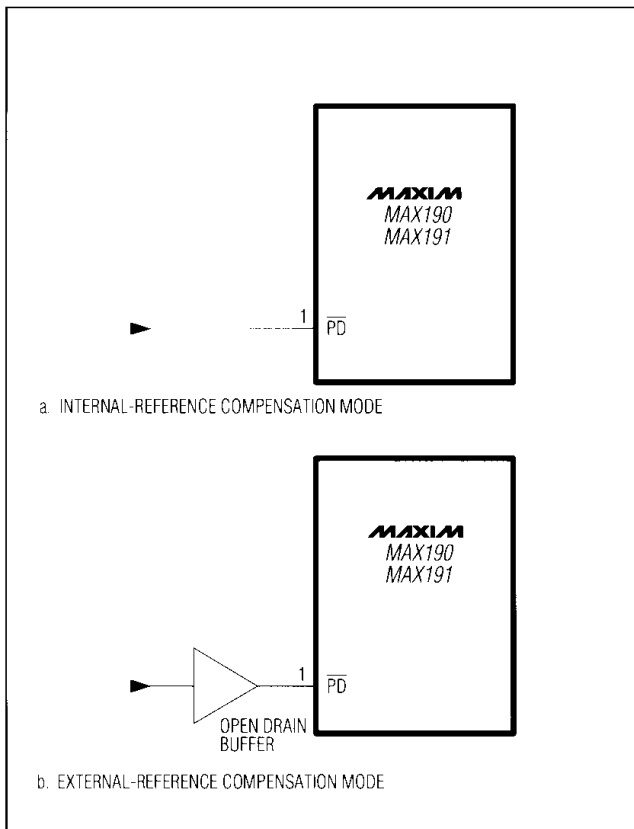 MAXIM
MAX190
MAX191
1
PD
a. INTERNAL-REFERENCE COMPENSATION MODE
MAXIM
MAX190
MAX191
1
PD
OPEN DRAIN
BUFFER
b. EXTERNAL-REFERENCE COMPENSATION MODE